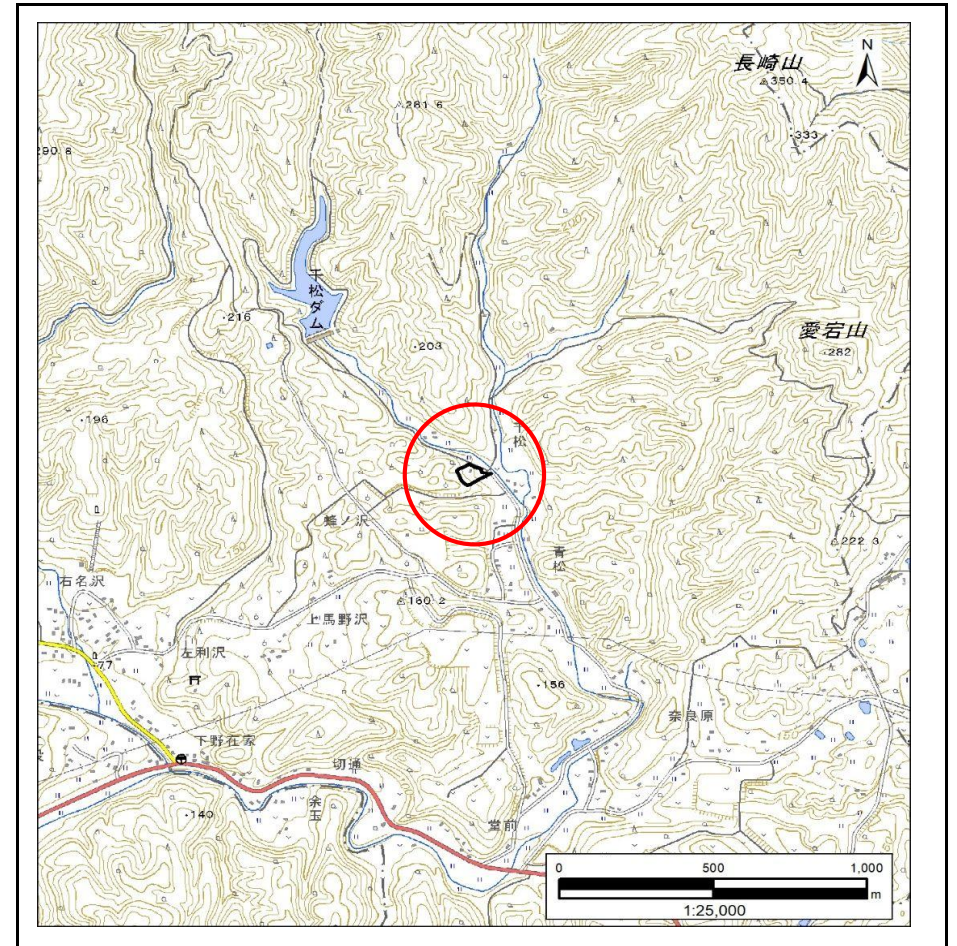 長崎山
N
350.4
281.6
333
290.8
千松ダム
216
愛宕山
282
203
196
千松
蜂ノ沢
青松
222.3
石名沢
160.2
上馬野沢
77
左利沢
156
奈良原
下野在家
切通
余玉
140
堂前
0 500 1,000
m
1:25,000